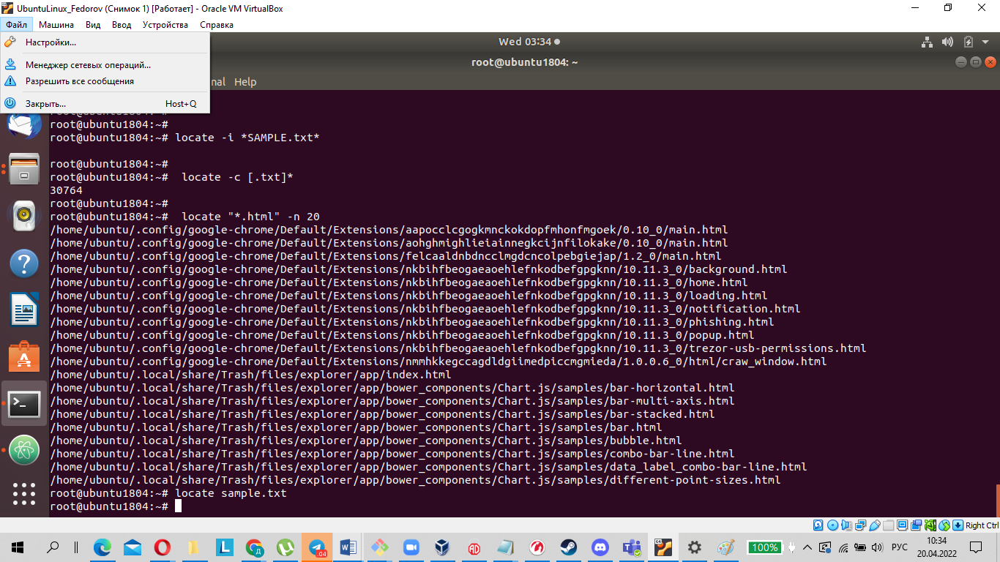 UbuntuLinux_Fedorov (Снимок 1) [Работает] - Oracle VM VirtualBox
Файл Машина Вид Ввод Устройства Справка
Настройки...
Менеджер сетевых операций...
Разрешить все сообщения
Закрыть... Host+Q
Wed 03:34
root@ubuntu1804: ~
nal Help
root@ubuntu1804:~#
root@ubuntu1804:~# locate -i *SAMPLE.txt*
root@ubuntu1804:~#
root@ubuntu1804:~#  locate -c [.txt]*
30764
root@ubuntu1804:~#
root@ubuntu1804:~#  locate "*.html" -n 20
/home/ubuntu/.config/google-chrome/Default/Extensions/aapocclcgogkmnckokdopfmhonfmgoek/0.10_0/main.html
/home/ubuntu/.config/google-chrome/Default/Extensions/aohghmighlieiainnegkcijnfilokake/0.10_0/main.html
/home/ubuntu/.config/google-chrome/Default/Extensions/felcaaldnbdncclmgdcncolpebgiejap/1.2_0/main.html
/home/ubuntu/.config/google-chrome/Default/Extensions/nkbihfbeogaeaoehlefnkodbefgpgknn/10.11.3_0/background.html
/home/ubuntu/.config/google-chrome/Default/Extensions/nkbihfbeogaeaoehlefnkodbefgpgknn/10.11.3_0/home.html
/home/ubuntu/.config/google-chrome/Default/Extensions/nkbihfbeogaeaoehlefnkodbefgpgknn/10.11.3_0/loading.html
/home/ubuntu/.config/google-chrome/Default/Extensions/nkbihfbeogaeaoehlefnkodbefgpgknn/10.11.3_0/notification.html
/home/ubuntu/.config/google-chrome/Default/Extensions/nkbihfbeogaeaoehlefnkodbefgpgknn/10.11.3_0/phishing.html
/home/ubuntu/.config/google-chrome/Default/Extensions/nkbihfbeogaeaoehlefnkodbefgpgknn/10.11.3_0/popup.html
/home/ubuntu/.config/google-chrome/Default/Extensions/nkbihfbeogaeaoehlefnkodbefgpgknn/10.11.3_0/trezor-usb-permissions.html
/home/ubuntu/.config/google-chrome/Default/Extensions/nmmhkkegccagdldgiimedpiccmgmieda/1.0.0.6_0/html/craw_window.html
/home/ubuntu/.local/share/Trash/files/explorer/app/index.html
/home/ubuntu/.local/share/Trash/files/explorer/app/bower_components/Chart.js/samples/bar-horizontal.html
/home/ubuntu/.local/share/Trash/files/explorer/app/bower_components/Chart.js/samples/bar-multi-axis.html
/home/ubuntu/.local/share/Trash/files/explorer/app/bower_components/Chart.js/samples/bar-stacked.html
/home/ubuntu/.local/share/Trash/files/explorer/app/bower_components/Chart.js/samples/bar.html
/home/ubuntu/.local/share/Trash/files/explorer/app/bower_components/Chart.js/samples/bubble.html
/home/ubuntu/.local/share/Trash/files/explorer/app/bower_components/Chart.js/samples/combo-bar-line.html
/home/ubuntu/.local/share/Trash/files/explorer/app/bower_components/Chart.js/samples/data_label_combo-bar-line.html
/home/ubuntu/.local/share/Trash/files/explorer/app/bower_components/Chart.js/samples/different-point-sizes.html
root@ubuntu1804:~# locate sample.txt
root@ubuntu1804:~#
Right Ctrl
100% РУС 10:34
20.04.2022